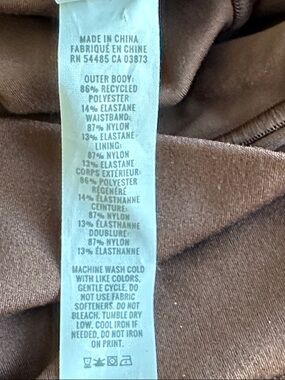 MADE IN CHINA
FABRIQUÉ EN CHINE
RN 54485 CA 03873
OUTER BODY:
86% RECYCLED
POLYESTER
14% ELASTANE
WAISTBAND:
87% NYLON
13% ELASTANE
LINING:
87% NYLON
13% ELASTANE
CORPS EXTÉRIEUR:
86% POLYESTER
RÉGÉNÉRÉ
14% ÉLASTHANNE
CEINTURE:
87% NYLON
13% ÉLASTHANNE
DOUBLURE:
87% NYLON
13% ÉLASTHANNE
MACHINE WASH COLD
WITH LIKE COLORS,
GENTLE CYCLE. DO
NOT USE FABRIC
SOFTENERS. DO NOT
BLEACH. TUMBLE DRY
LOW. COOL IRON IF
NEEDED. DO NOT IRON
ON PRINT.